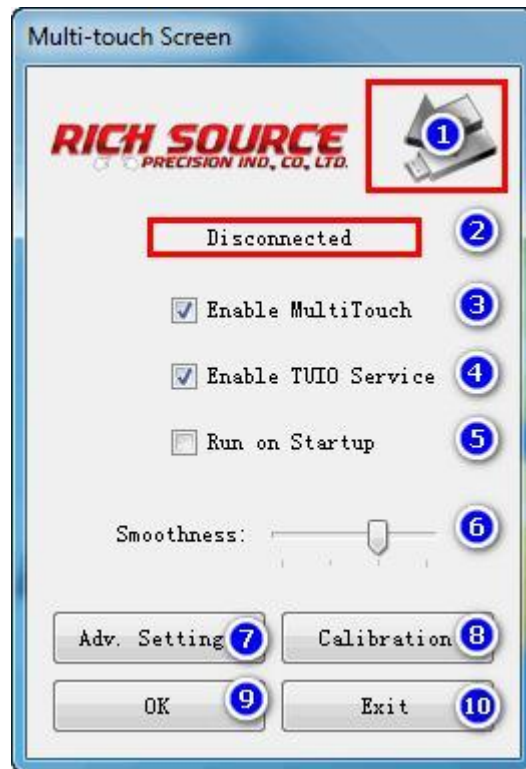 Multi-touch Screen
RICH SOURCE
PRECISION IND, CO, LTD.
1
Disconnected 2
Enable MultiTouch 3
Enable TUIO Service 4
Run on Startup 5
Smoothness: 6
Adv. Setting 7 Calibration 8
OK 9 Exit 10